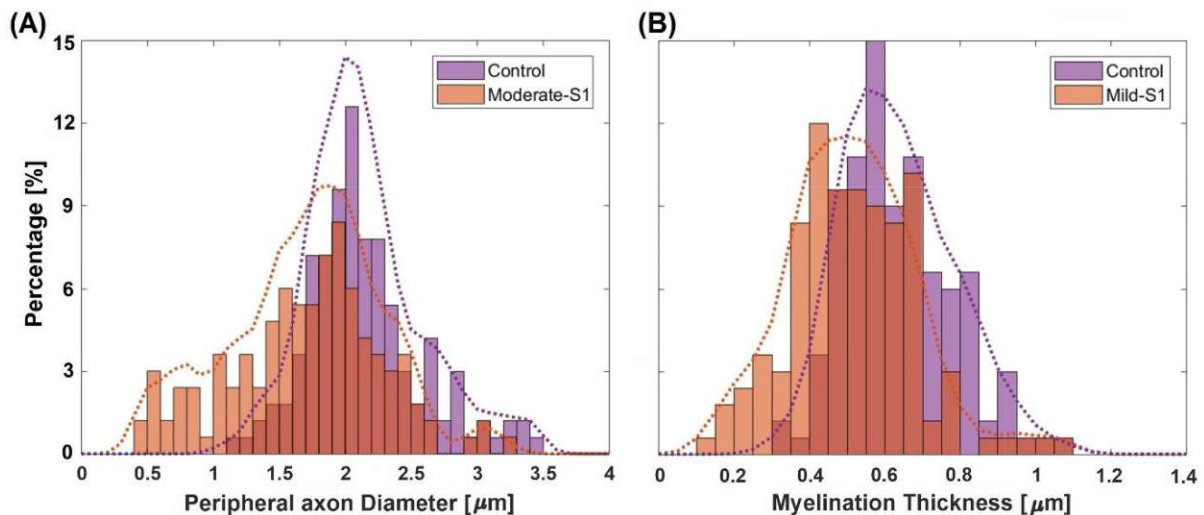 (A)
15
12
9
6
3
0
Percentage [%]
Control
Moderate-S1
0 0.5 1 1.5 2 2.5 3 3.5 4
Peripheral axon Diameter [μm]
(B)
Control
Mild-S1
0 0.2 0.4 0.6 0.8 1 1.2 1.4
Myelination Thickness [μm]